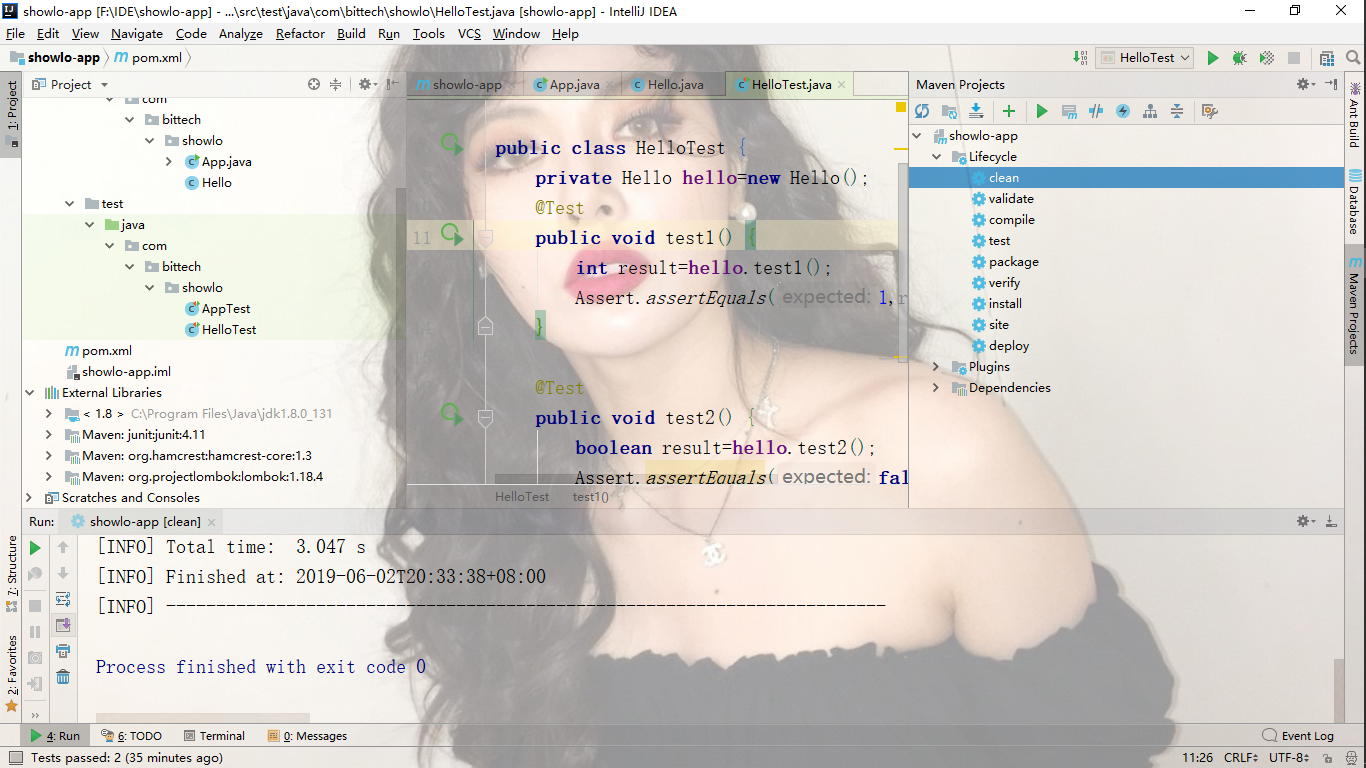 showlo-app [F:\IDE\showlo-app] - ...\src\test\java\com\bittech\showlo\HelloTest.java [showlo-app] - IntelliJ IDEA
File Edit View Navigate Code Analyze Refactor Build Run Tools VCS Window Help
showlo-app pom.xml HelloTest
1: Project
7: Structure
2: Favorites
Project
com
bittech
showlo
App.java
Hello
test
java
com
bittech
showlo
AppTest
HelloTest
pom.xml
showlo-app.iml
External Libraries
< 1.8 > C:\Program Files\Java\jdk1.8.0_131
Maven: junit:junit:4.11
Maven: org.hamcrest:hamcrest-core:1.3
Maven: org.projectlombok:lombok:1.18.4
Scratches and Consoles
showlo-app App.java Hello.java HelloTest.java
public class HelloTest {
private Hello hello=new Hello();
@Test
11 public void test1() {
int result=hello.test1();
Assert.assertEquals( expected: 1,r
}
@Test
public void test2() {
boolean result=hello.test2();
Assert.assertEquals( expected: fal
HelloTest test1()
Maven Projects
showlo-app
Lifecycle
clean
validate
compile
test
package
verify
install
site
deploy
Plugins
Dependencies
Ant Build
Database
Maven Projects
Run: showlo-app [clean]
[INFO] Total time:  3.047 s
[INFO] Finished at: 2019-06-02T20:33:38+08:00
[INFO] ------------------------------------------------------------------------
Process finished with exit code 0
4: Run 6: TODO Terminal 0: Messages Event Log
Tests passed: 2 (35 minutes ago) 11:26 CRLF UTF-8